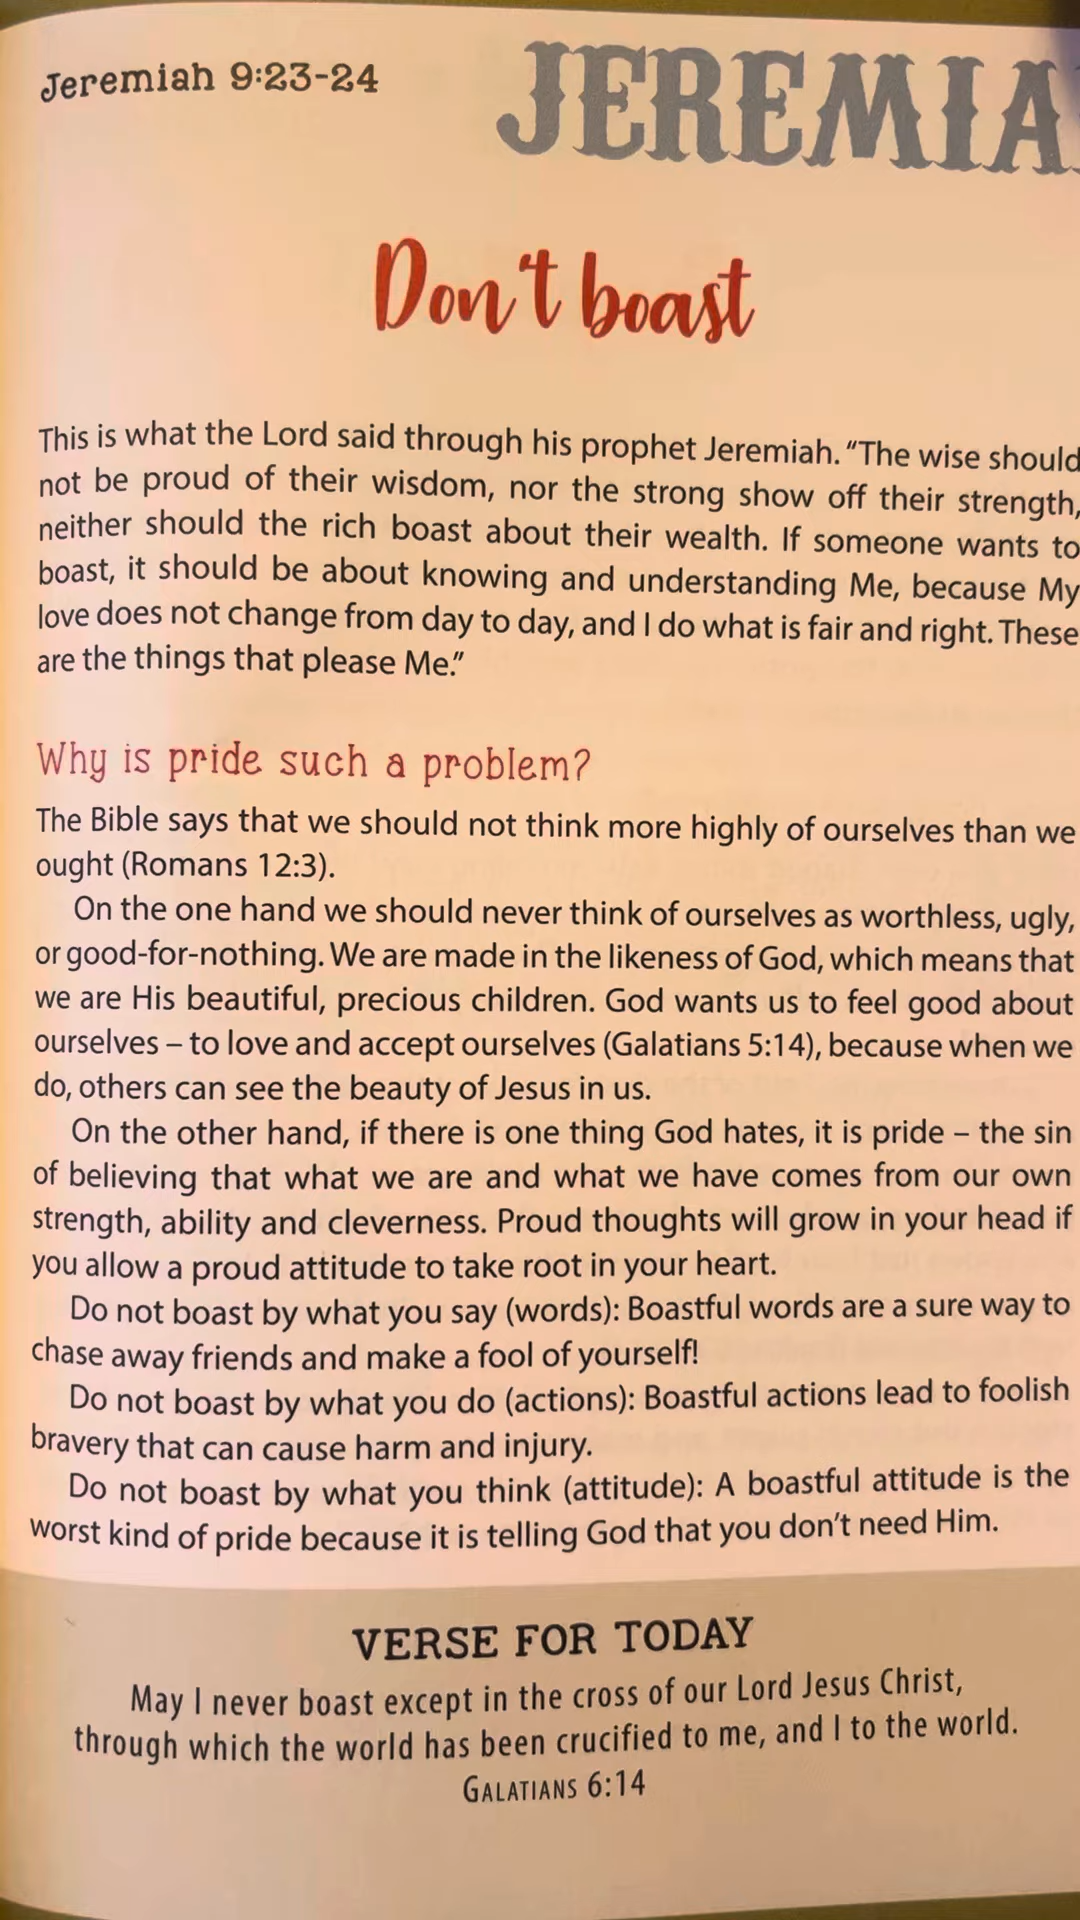 Jeremiah 9:23-24
JEREMIA
Don't boast
This is what the Lord said through his prophet Jeremiah. "The wise should
not be proud of their wisdom, nor the strong show off their strength,
neither should the rich boast about their wealth. If someone wants to
boast, it should be about knowing and understanding Me, because My
love does not change from day to day, and I do what is fair and right. These
are the things that please Me."
Why is pride such a problem?
The Bible says that we should not think more highly of ourselves than we
ought (Romans 12:3).
On the one hand we should never think of ourselves as worthless, ugly,
or good-for-nothing. We are made in the likeness of God, which means that
we are His beautiful, precious children. God wants us to feel good about
ourselves – to love and accept ourselves (Galatians 5:14), because when we
do, others can see the beauty of Jesus in us.
On the other hand, if there is one thing God hates, it is pride – the sin
of believing that what we are and what we have comes from our own
strength, ability and cleverness. Proud thoughts will grow in your head if
you allow a proud attitude to take root in your heart.
Do not boast by what you say (words): Boastful words are a sure way to
chase away friends and make a fool of yourself!
Do not boast by what you do (actions): Boastful actions lead to foolish
bravery that can cause harm and injury.
Do not boast by what you think (attitude): A boastful attitude is the
worst kind of pride because it is telling God that you don't need Him.
VERSE FOR TODAY
May I never boast except in the cross of our Lord Jesus Christ,
through which the world has been crucified to me, and I to the world.
GALATIANS 6:14